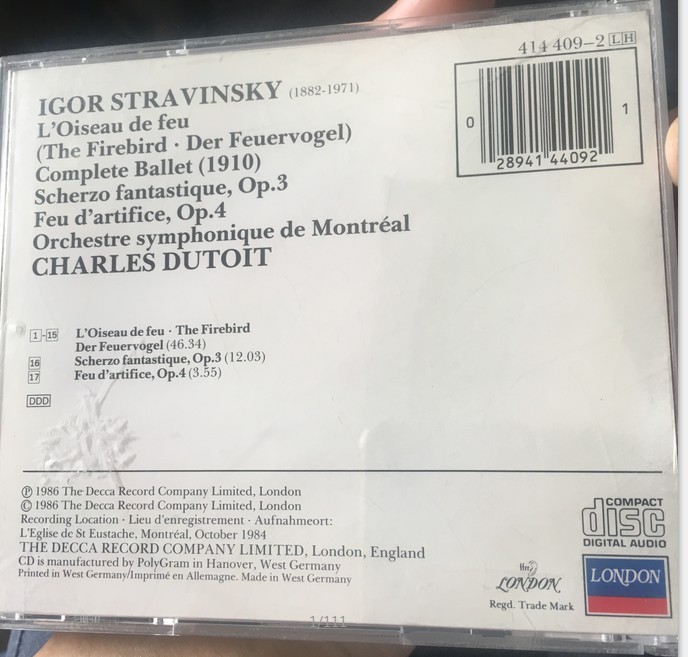 414 409-2 LH
0 28941 44092 1
IGOR STRAVINSKY (1882-1971)
L'Oiseau de feu
(The Firebird · Der Feuervogel)
Complete Ballet (1910)
Scherzo fantastique, Op.3
Feu d'artifice, Op.4
Orchestre symphonique de Montréal
CHARLES DUTOIT
1-15 L'Oiseau de feu · The Firebird
Der Feuervogel (46.34)
16 Scherzo fantastique, Op.3 (12.03)
17 Feu d'artifice, Op.4 (3.55)
DDD
Ⓟ 1986 The Decca Record Company Limited, London
© 1986 The Decca Record Company Limited, London
Recording Location · Lieu d'enregistrement · Aufnahmeort:
L'Eglise de St Eustache, Montréal, October 1984
THE DECCA RECORD COMPANY LIMITED, London, England
CD is manufactured by PolyGram in Hanover, West Germany
Printed in West Germany/Imprimé en Allemagne. Made in West Germany
COMPACT
disc
DIGITAL AUDIO
ffrr
LONDON
Regd. Trade Mark
LONDON